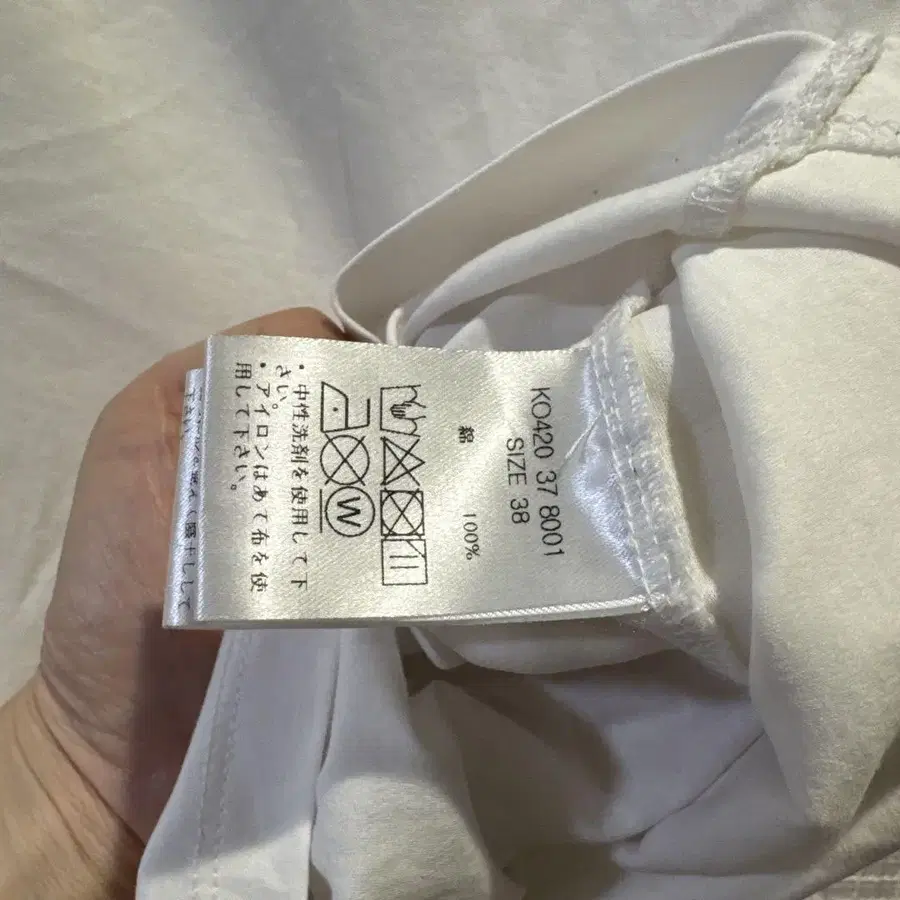 KO420 37 8001
SIZE 38
綿 100%
W
・中性洗剤を使用して下
さい。
・アイロンはあて布を使
用して下さい。